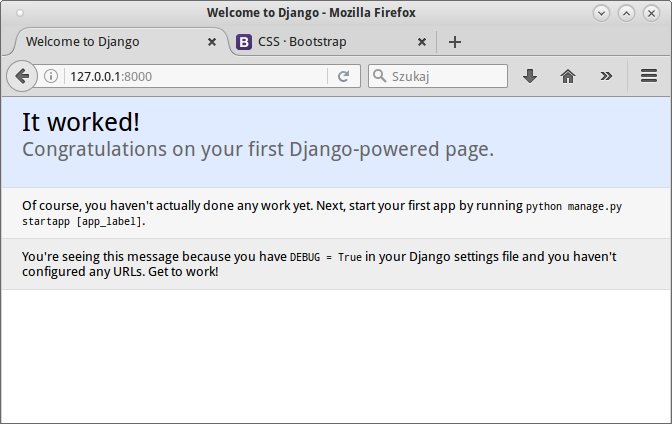 Welcome to Django - Mozilla Firefox
Welcome to Django
B CSS · Bootstrap
127.0.0.1:8000
Szukaj
It worked!
Congratulations on your first Django-powered page.
Of course, you haven't actually done any work yet. Next, start your first app by running python manage.py
startapp [app_label].
You're seeing this message because you have DEBUG = True in your Django settings file and you haven't
configured any URLs. Get to work!